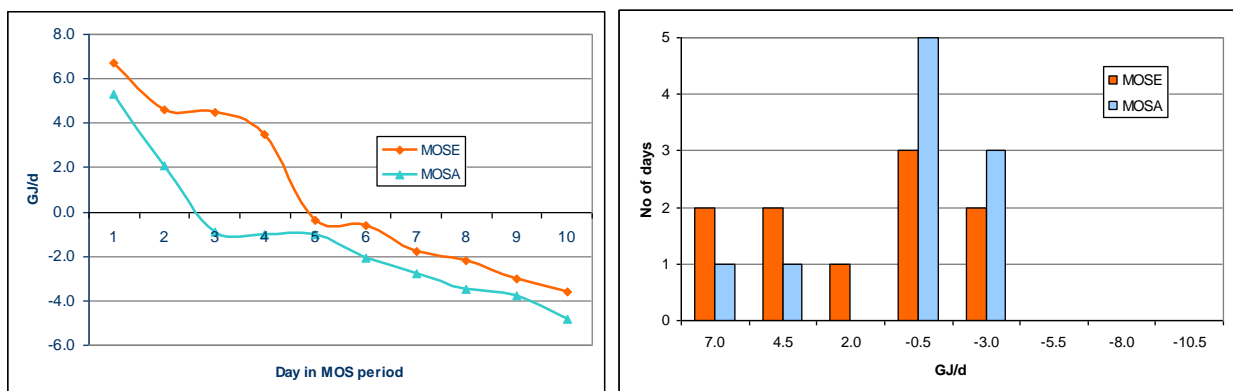 8.0
6.0
4.0
2.0
0.0
-2.0
-4.0
-6.0
GJ/d
1 2 3 4 5 6 7 8 9 10
Day in MOS period
MOSE
MOSA
5
4
3
2
1
0
No of days
7.0 4.5 2.0 -0.5 -3.0 -5.5 -8.0 -10.5
GJ/d
MOSE
MOSA